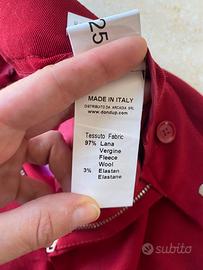 25
MADE IN ITALY
DISTRIBUITO DA ARCADIA SRL
www.dondup.com
Tessuto Fabric
97% Lana
Vergine
Fleece
Wool
3% Elastan
Elastane
subito